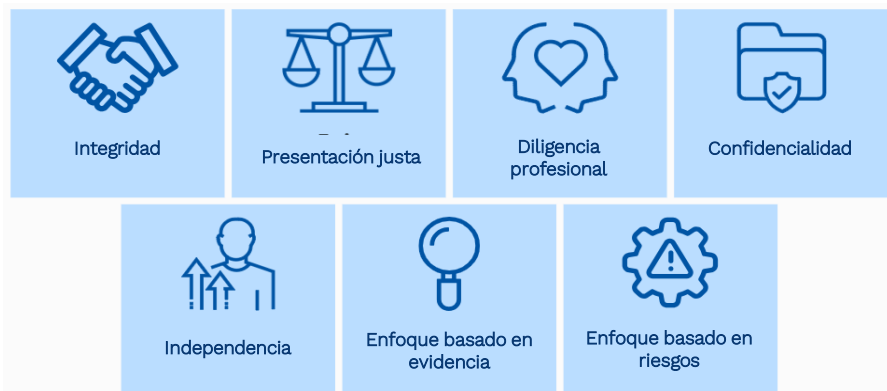 Integridad
Presentación justa
Diligencia
profesional
Confidencialidad
Independencia
Enfoque basado en
evidencia
Enfoque basado en
riesgos